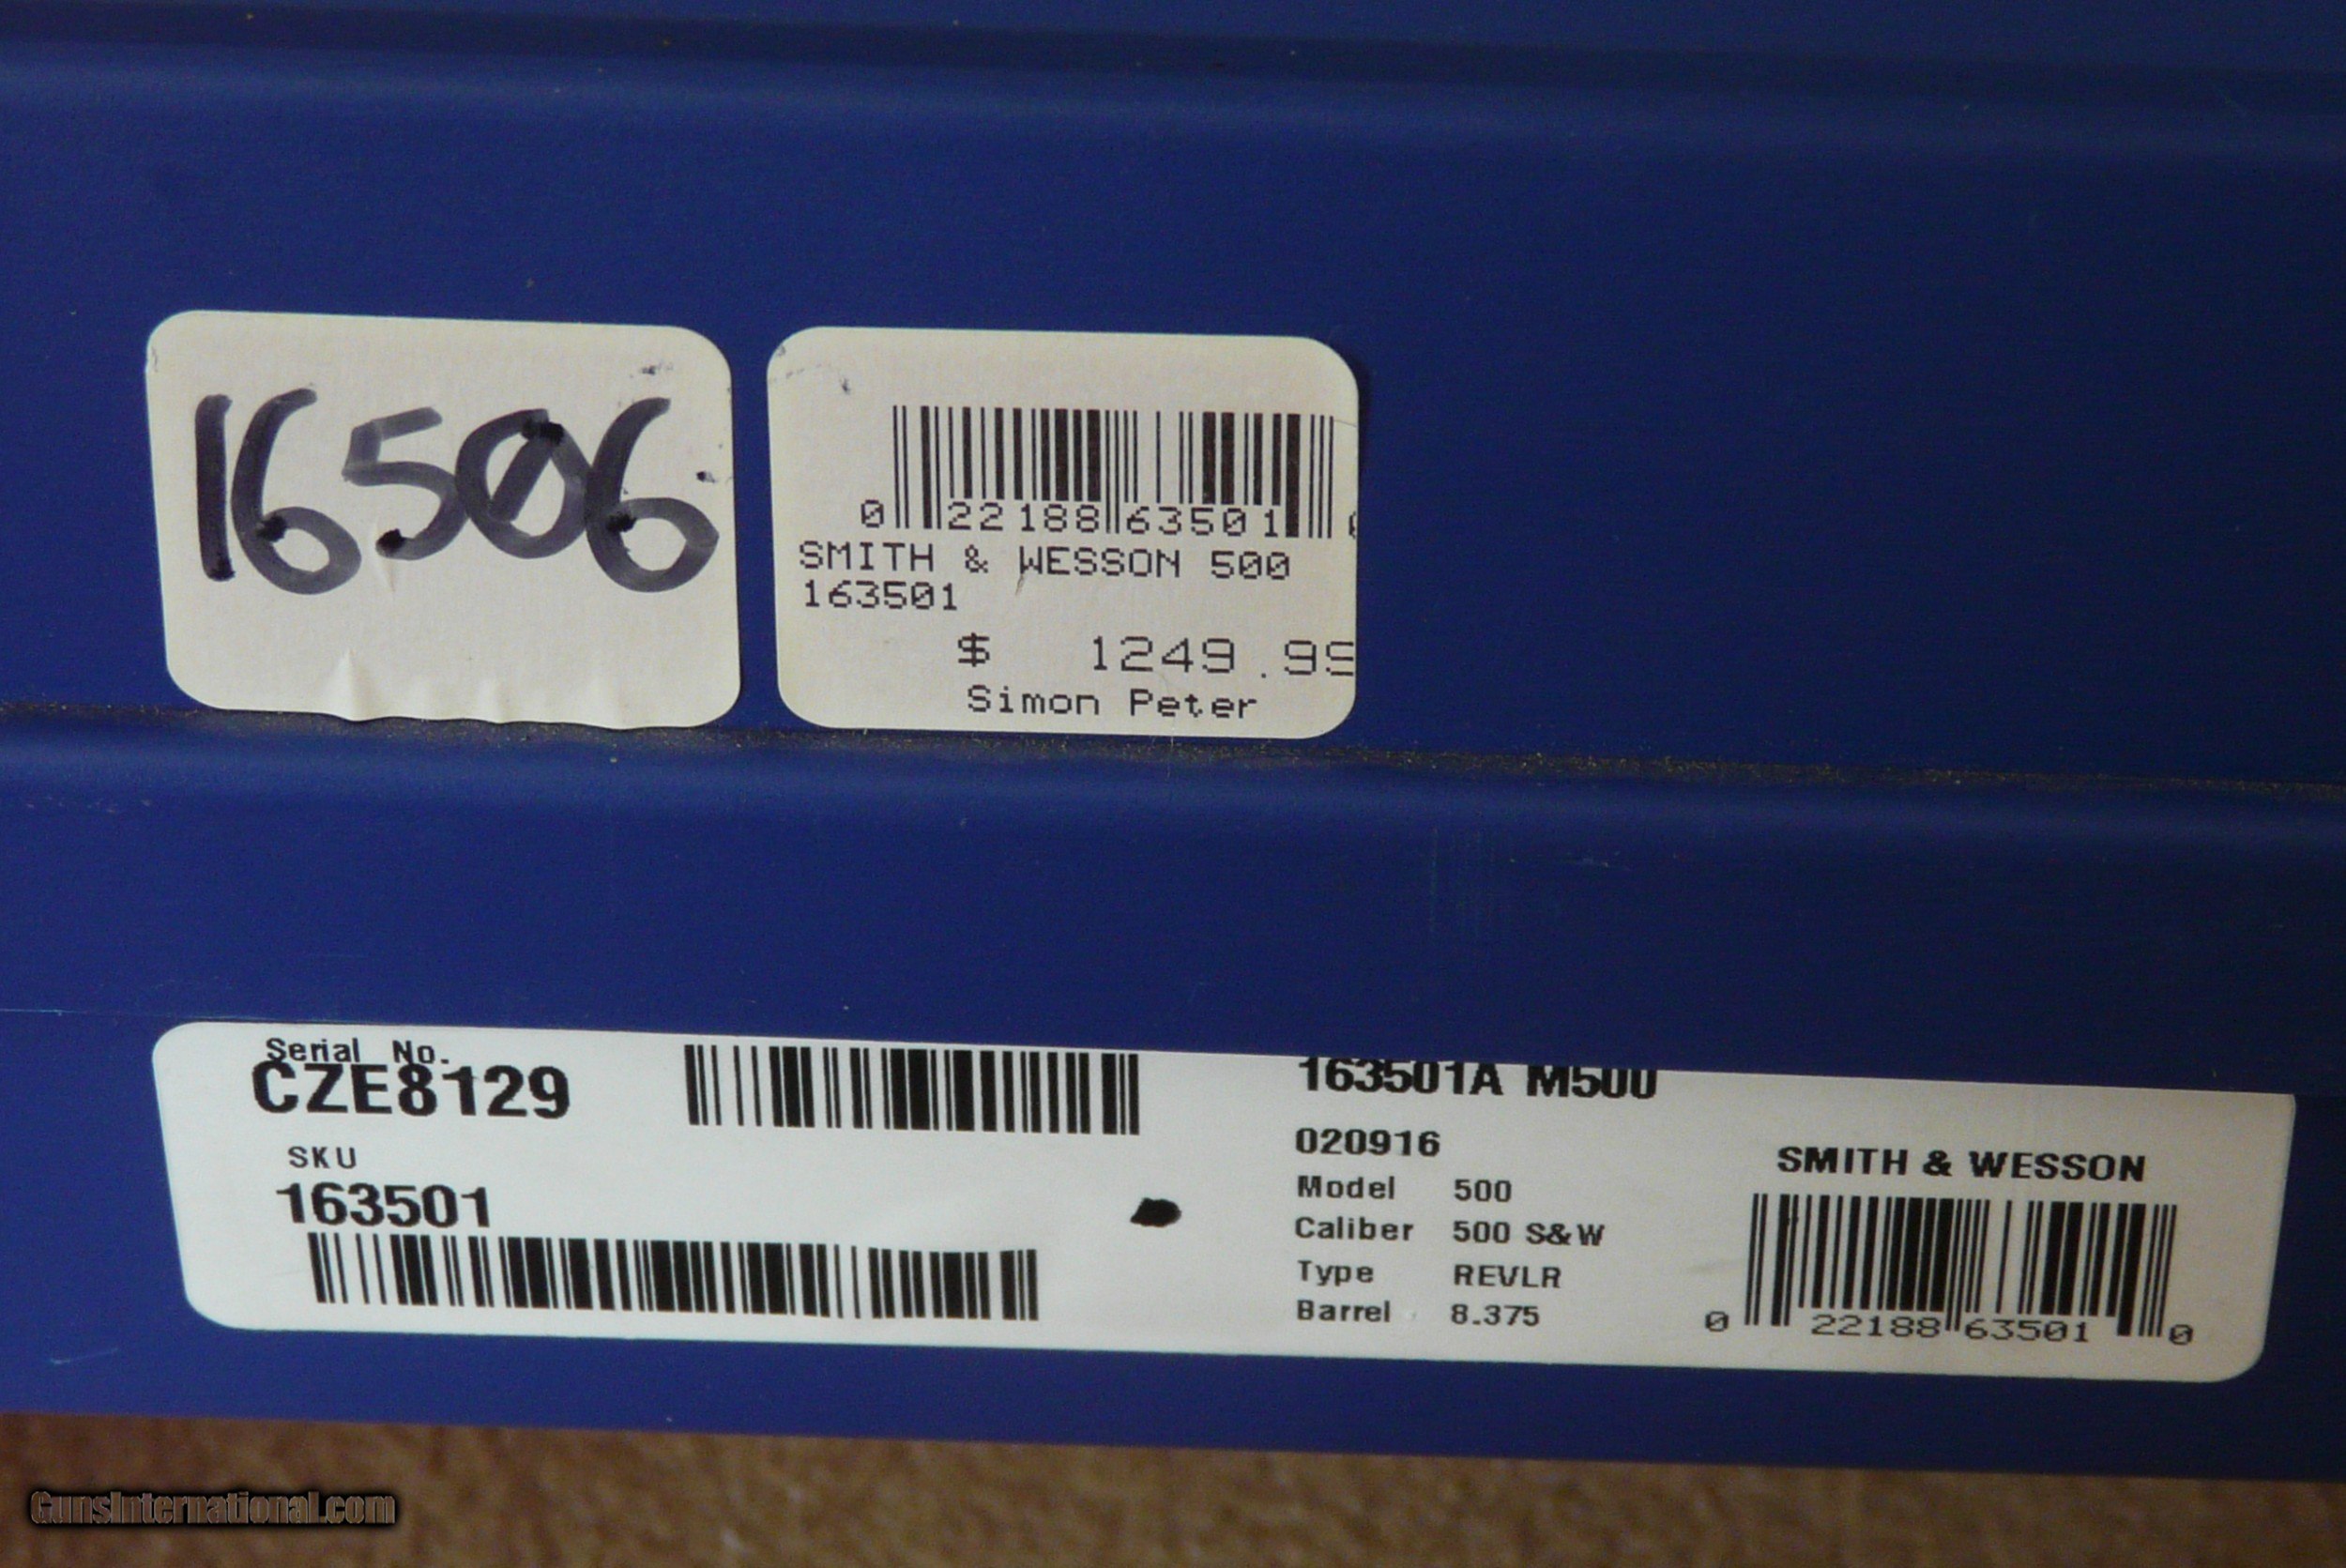 16506
0 22188 63501
SMITH & WESSON 500
163501
$ 1249.99
Simon Peter
Serial No.
CZE8129
SKU
163501
163501A M500
020916
Model 500
Caliber 500 S&W
Type REVLR
Barrel 8.375
SMITH & WESSON
0 22188 63501 0
GunsInternational.com